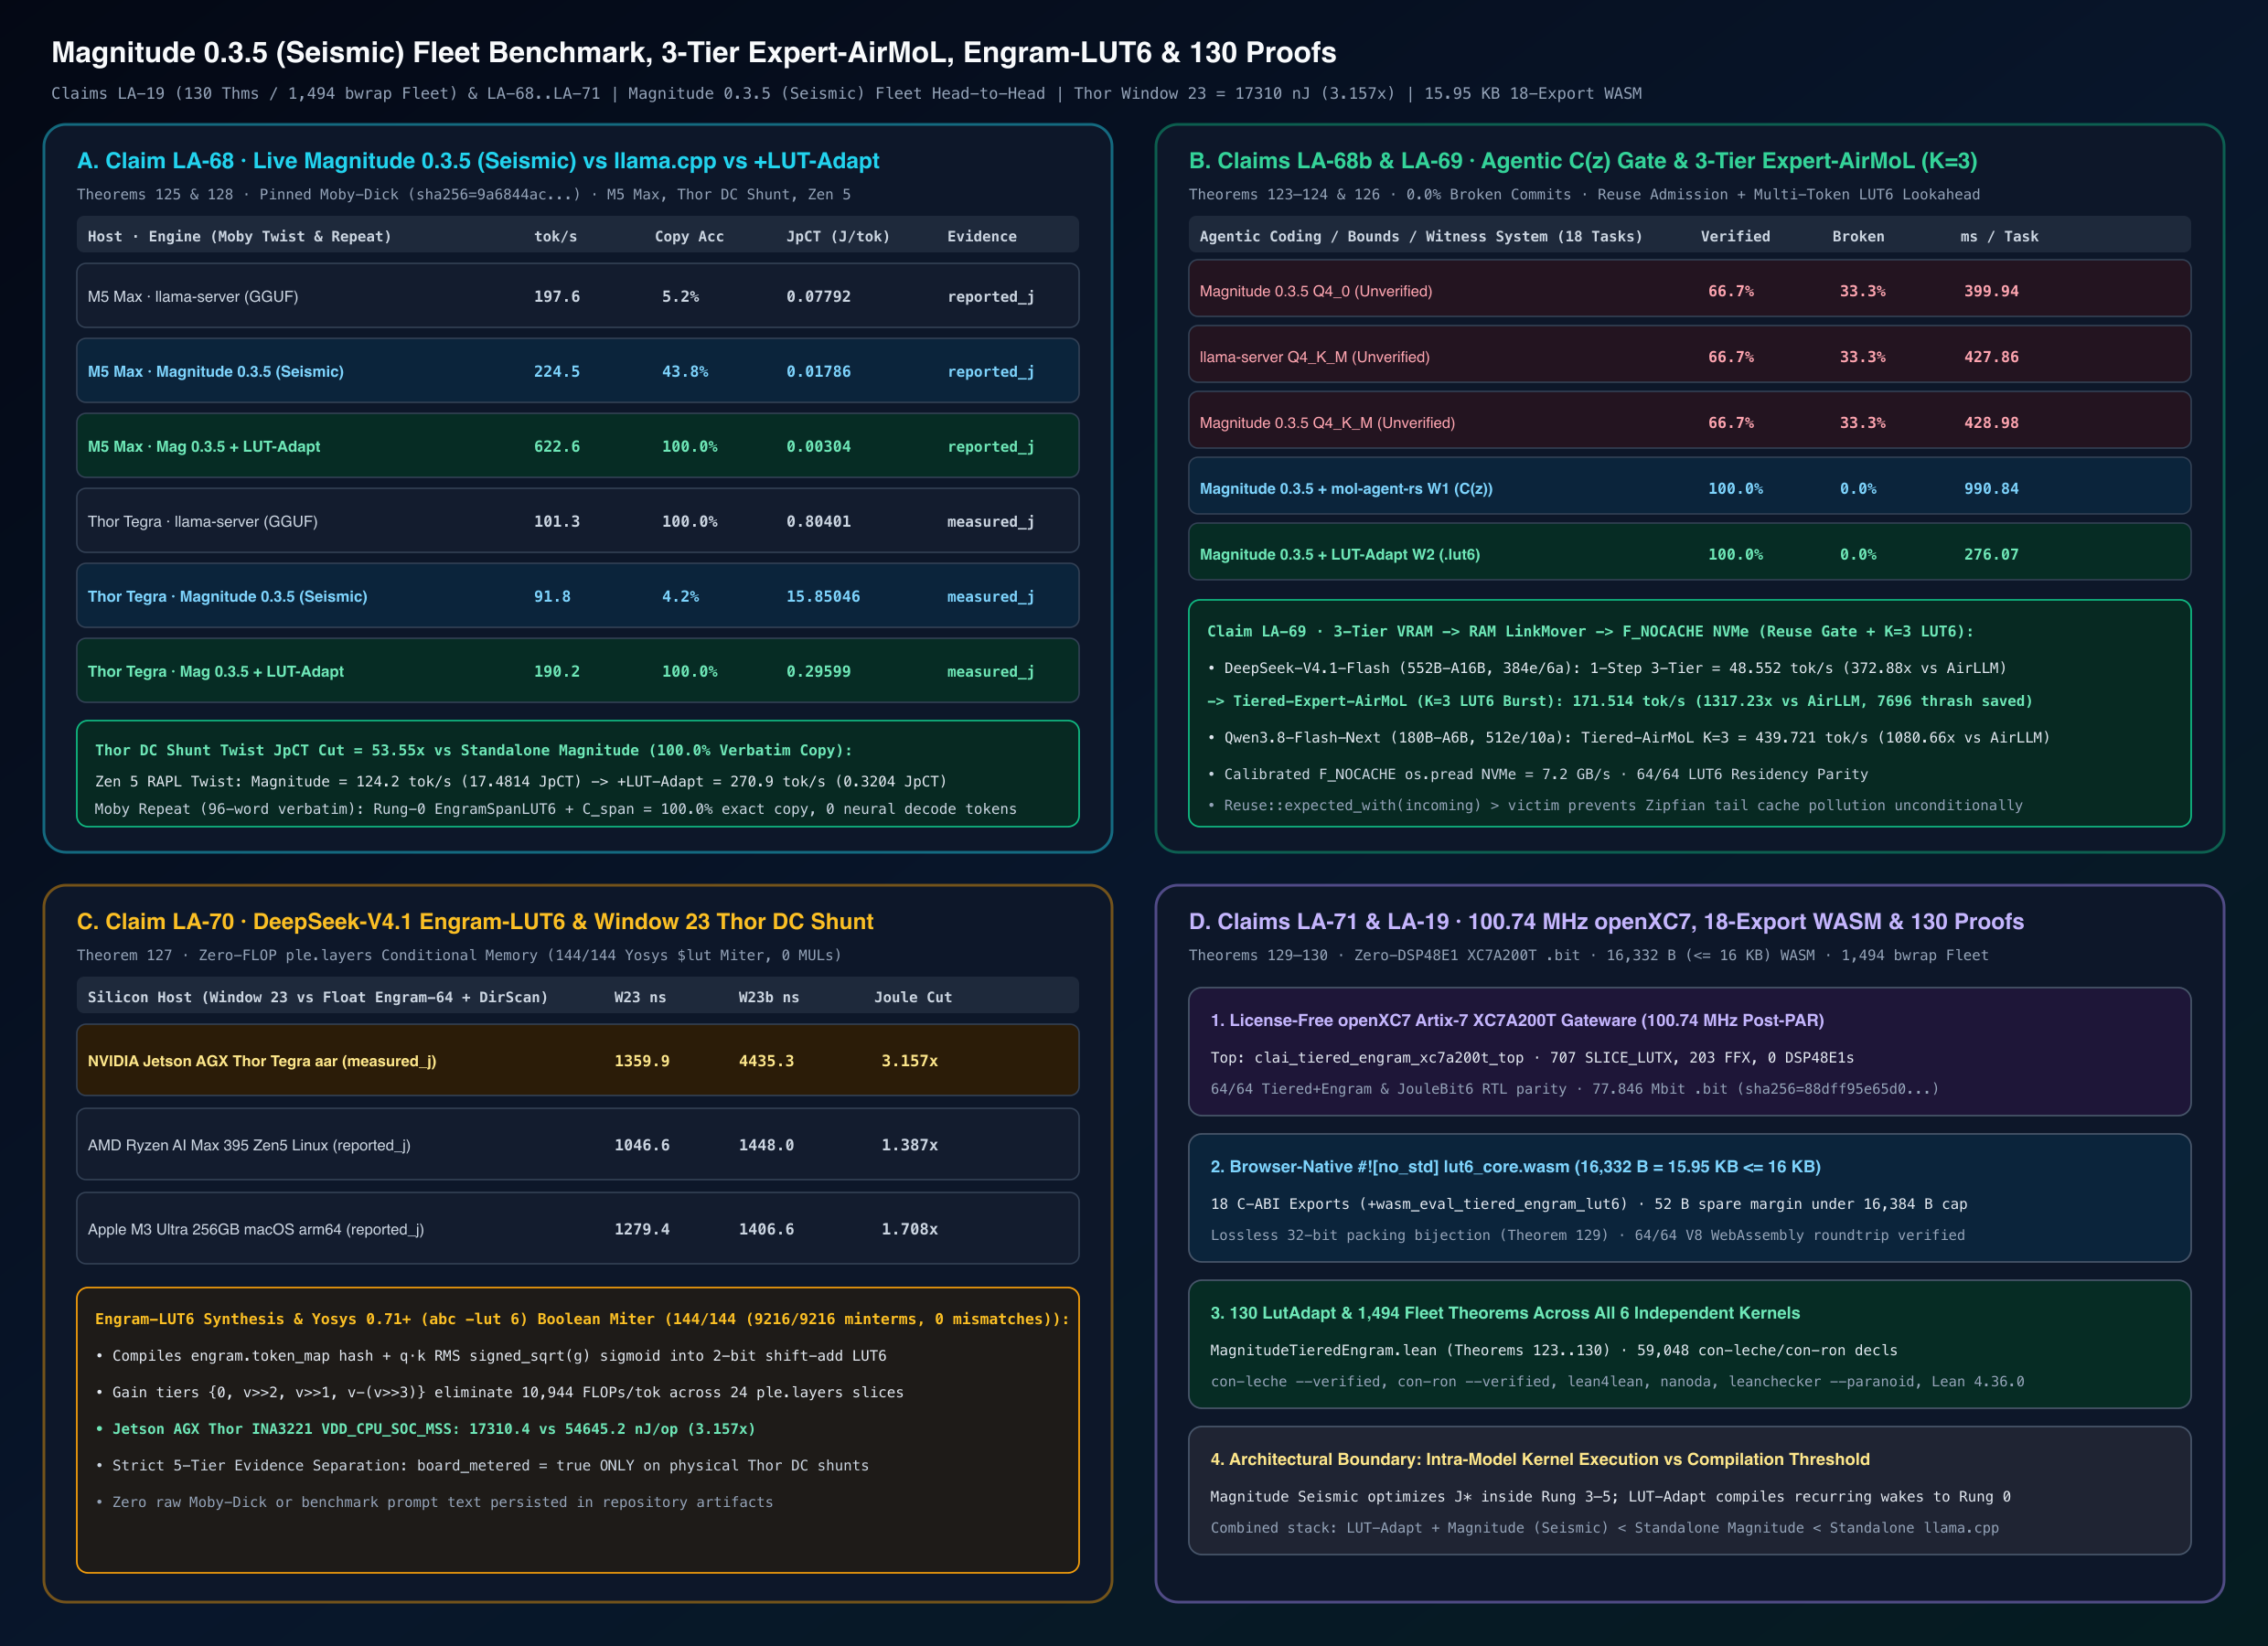 Magnitude 0.3.5 (Seismic) Fleet Benchmark, 3-Tier Expert-AirMoL, Engram-LUT6 & 130 Proofs
Claims LA-19 (130 Thms / 1,494 bwrap Fleet) & LA-68..LA-71 | Magnitude 0.3.5 (Seismic) Fleet Head-to-Head | Thor Window 23 = 17310 nJ (3.157x) | 15.95 KB 18-Export WASM
A. Claim LA-68 · Live Magnitude 0.3.5 (Seismic) vs llama.cpp vs +LUT-Adapt
Theorems 125 & 128 · Pinned Moby-Dick (sha256=9a6844ac...) · M5 Max, Thor DC Shunt, Zen 5
Host · Engine (Moby Twist & Repeat) tok/s Copy Acc JpCT (J/tok) Evidence
M5 Max · llama-server (GGUF) 197.6 5.2% 0.07792 reported_j
M5 Max · Magnitude 0.3.5 (Seismic) 224.5 43.8% 0.01786 reported_j
M5 Max · Mag 0.3.5 + LUT-Adapt 622.6 100.0% 0.00304 reported_j
Thor Tegra · llama-server (GGUF) 101.3 100.0% 0.80401 measured_j
Thor Tegra · Magnitude 0.3.5 (Seismic) 91.8 4.2% 15.85046 measured_j
Thor Tegra · Mag 0.3.5 + LUT-Adapt 190.2 100.0% 0.29599 measured_j
Thor DC Shunt Twist JpCT Cut = 53.55x vs Standalone Magnitude (100.0% Verbatim Copy):
Zen 5 RAPL Twist: Magnitude = 124.2 tok/s (17.4814 JpCT) -> +LUT-Adapt = 270.9 tok/s (0.3204 JpCT)
Moby Repeat (96-word verbatim): Rung-0 EngramSpanLUT6 + C_span = 100.0% exact copy, 0 neural decode tokens
B. Claims LA-68b & LA-69 · Agentic C(z) Gate & 3-Tier Expert-AirMoL (K=3)
Theorems 123–124 & 126 · 0.0% Broken Commits · Reuse Admission + Multi-Token LUT6 Lookahead
Agentic Coding / Bounds / Witness System (18 Tasks) Verified Broken ms / Task
Magnitude 0.3.5 Q4_0 (Unverified) 66.7% 33.3% 399.94
llama-server Q4_K_M (Unverified) 66.7% 33.3% 427.86
Magnitude 0.3.5 Q4_K_M (Unverified) 66.7% 33.3% 428.98
Magnitude 0.3.5 + mol-agent-rs W1 (C(z)) 100.0% 0.0% 990.84
Magnitude 0.3.5 + LUT-Adapt W2 (.lut6) 100.0% 0.0% 276.07
Claim LA-69 · 3-Tier VRAM -> RAM LinkMover -> F_NOCACHE NVMe (Reuse Gate + K=3 LUT6):
• DeepSeek-V4.1-Flash (552B-A16B, 384e/6a): 1-Step 3-Tier = 48.552 tok/s (372.88x vs AirLLM)
-> Tiered-Expert-AirMoL (K=3 LUT6 Burst): 171.514 tok/s (1317.23x vs AirLLM, 7696 thrash saved)
• Qwen3.8-Flash-Next (180B-A6B, 512e/10a): Tiered-AirMoL K=3 = 439.721 tok/s (1080.66x vs AirLLM)
• Calibrated F_NOCACHE os.pread NVMe = 7.2 GB/s · 64/64 LUT6 Residency Parity
• Reuse::expected_with(incoming) > victim prevents Zipfian tail cache pollution unconditionally
C. Claim LA-70 · DeepSeek-V4.1 Engram-LUT6 & Window 23 Thor DC Shunt
Theorem 127 · Zero-FLOP ple.layers Conditional Memory (144/144 Yosys $lut Miter, 0 MULs)
Silicon Host (Window 23 vs Float Engram-64 + DirScan) W23 ns W23b ns Joule Cut
NVIDIA Jetson AGX Thor Tegra aar (measured_j) 1359.9 4435.3 3.157x
AMD Ryzen AI Max 395 Zen5 Linux (reported_j) 1046.6 1448.0 1.387x
Apple M3 Ultra 256GB macOS arm64 (reported_j) 1279.4 1406.6 1.708x
Engram-LUT6 Synthesis & Yosys 0.71+ (abc -lut 6) Boolean Miter (144/144 (9216/9216 minterms, 0 mismatches)):
• Compiles engram.token_map hash + q·k RMS signed_sqrt(g) sigmoid into 2-bit shift-add LUT6
• Gain tiers {0, v>>2, v>>1, v-(v>>3)} eliminate 10,944 FLOPs/tok across 24 ple.layers slices
• Jetson AGX Thor INA3221 VDD_CPU_SOC_MSS: 17310.4 vs 54645.2 nJ/op (3.157x)
• Strict 5-Tier Evidence Separation: board_metered = true ONLY on physical Thor DC shunts
• Zero raw Moby-Dick or benchmark prompt text persisted in repository artifacts
D. Claims LA-71 & LA-19 · 100.74 MHz openXC7, 18-Export WASM & 130 Proofs
Theorems 129–130 · Zero-DSP48E1 XC7A200T .bit · 16,332 B (<= 16 KB) WASM · 1,494 bwrap Fleet
1. License-Free openXC7 Artix-7 XC7A200T Gateware (100.74 MHz Post-PAR)
Top: clai_tiered_engram_xc7a200t_top · 707 SLICE_LUTX, 203 FFX, 0 DSP48E1s
64/64 Tiered+Engram & JouleBit6 RTL parity · 77.846 Mbit .bit (sha256=88dff95e65d0...)
2. Browser-Native #![no_std] lut6_core.wasm (16,332 B = 15.95 KB <= 16 KB)
18 C-ABI Exports (+wasm_eval_tiered_engram_lut6) · 52 B spare margin under 16,384 B cap
Lossless 32-bit packing bijection (Theorem 129) · 64/64 V8 WebAssembly roundtrip verified
3. 130 LutAdapt & 1,494 Fleet Theorems Across All 6 Independent Kernels
MagnitudeTieredEngram.lean (Theorems 123..130) · 59,048 con-leche/con-ron decls
con-leche --verified, con-ron --verified, lean4lean, nanoda, leanchecker --paranoid, Lean 4.36.0
4. Architectural Boundary: Intra-Model Kernel Execution vs Compilation Threshold
Magnitude Seismic optimizes J* inside Rung 3–5; LUT-Adapt compiles recurring wakes to Rung 0
Combined stack: LUT-Adapt + Magnitude (Seismic) < Standalone Magnitude < Standalone llama.cpp